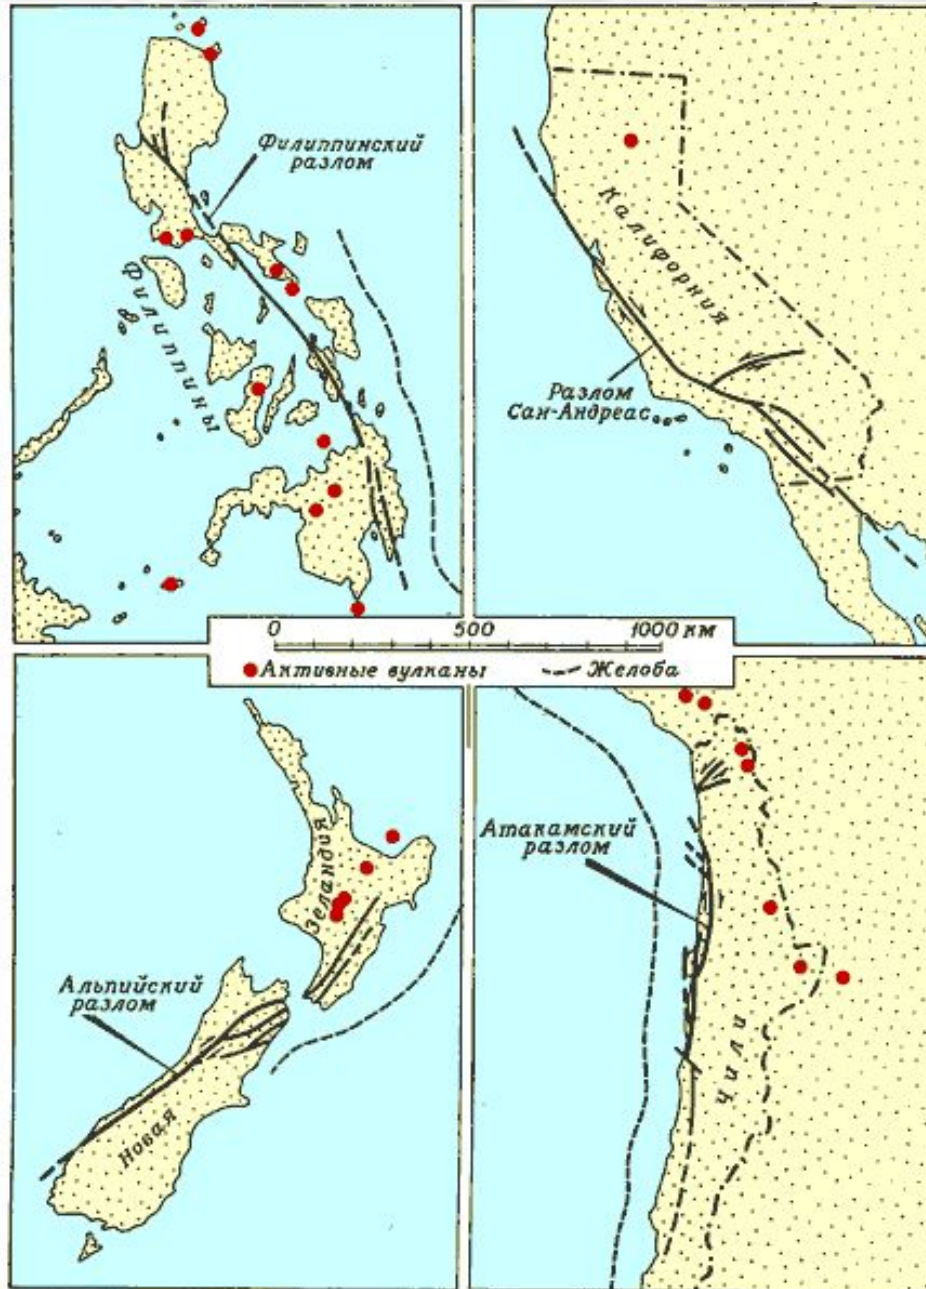 Филиппинский
разлом
Филиппины
Калифорния
Разлом
Сан-Андреас
0 500 1000 км
Активные вулканы Желоба
Зеландия
Альпийский
разлом
Новая
Атакамский
разлом
Чили